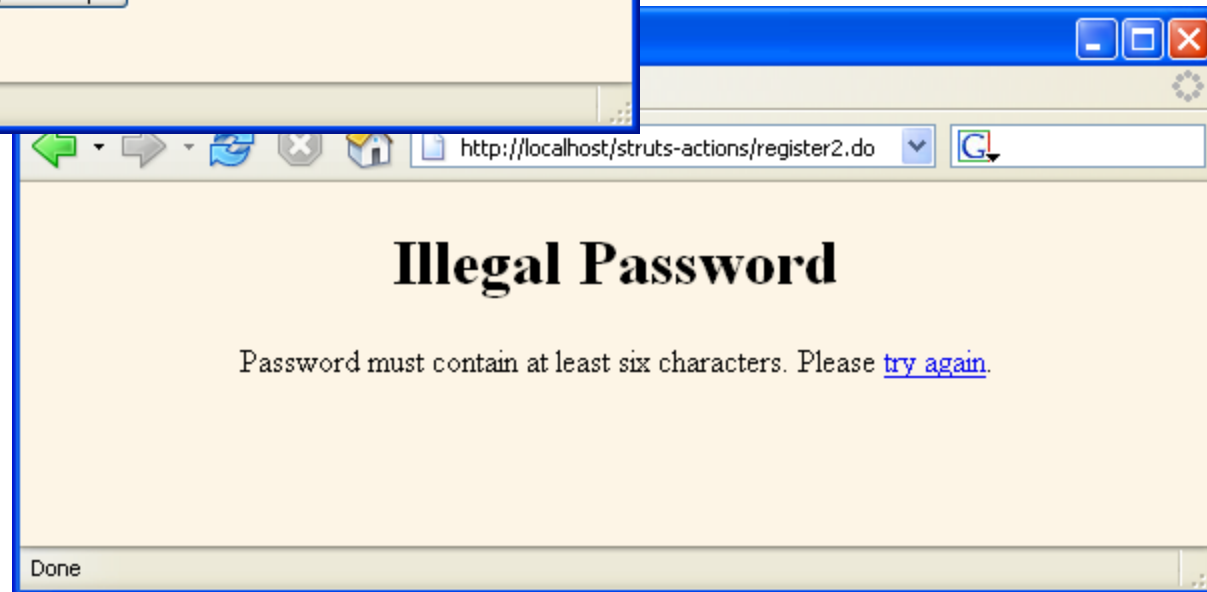 http://localhost/struts-actions/register2.do
G
Illegal Password
Password must contain at least six characters. Please try again.
Done